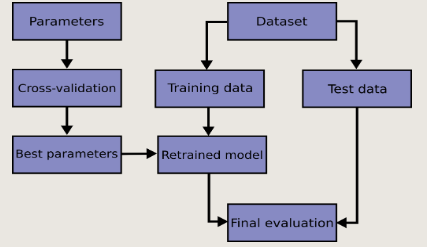 Parameters
Dataset
Cross-validation
Training data
Test data
Best parameters
Retrained model
Final evaluation